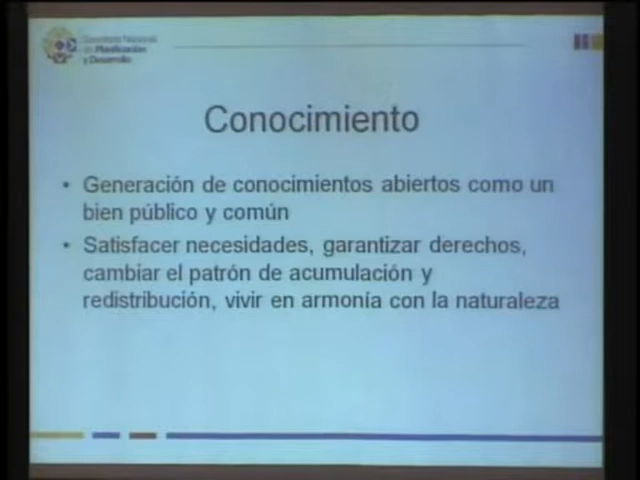 Secretaría Nacional
de Planificación
y Desarrollo
Conocimiento
• Generación de conocimientos abiertos como un
bien público y común
• Satisfacer necesidades, garantizar derechos,
cambiar el patrón de acumulación y
redistribución, vivir en armonía con la naturaleza